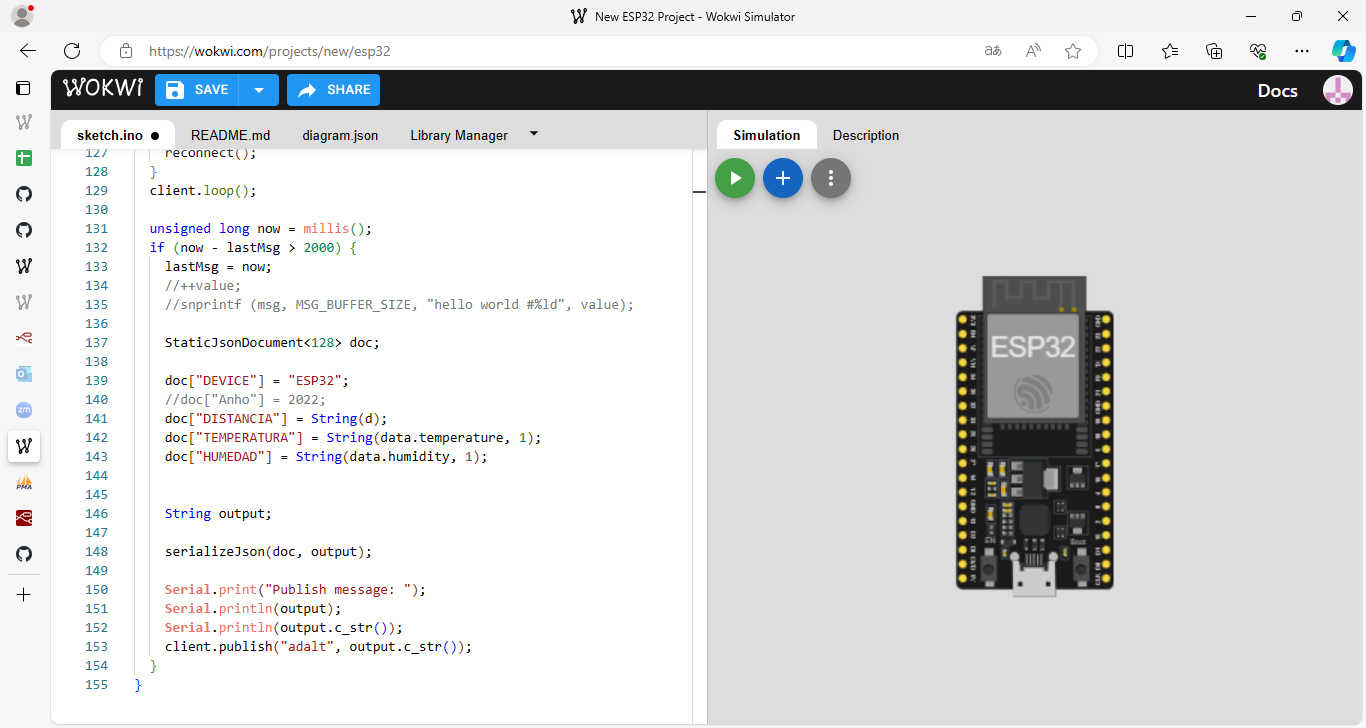 New ESP32 Project - Wokwi Simulator
https://wokwi.com/projects/new/esp32
WOKWI
SAVE
SHARE
Docs
sketch.ino
README.md
diagram.json
Library Manager
Simulation
Description
127 reconnect();
128 }
129 client.loop();
130
131 unsigned long now = millis();
132 if (now - lastMsg > 2000) {
133 lastMsg = now;
134 //++value;
135 //snprintf (msg, MSG_BUFFER_SIZE, "hello world #%ld", value);
136
137 StaticJsonDocument<128> doc;
138
139 doc["DEVICE"] = "ESP32";
140 //doc["Anho"] = 2022;
141 doc["DISTANCIA"] = String(d);
142 doc["TEMPERATURA"] = String(data.temperature, 1);
143 doc["HUMEDAD"] = String(data.humidity, 1);
144
145
146 String output;
147
148 serializeJson(doc, output);
149
150 Serial.print("Publish message: ");
151 Serial.println(output);
152 Serial.println(output.c_str());
153 client.publish("adalt", output.c_str());
154 }
155 }
ESP32
EN
Boot
zm
PMA